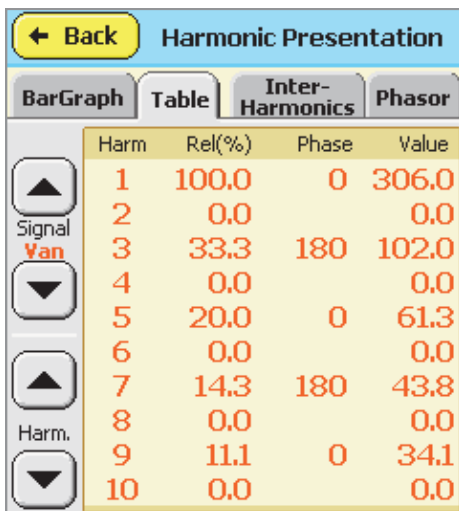 ← Back Harmonic Presentation
BarGraph Table Inter-Harmonics Phasor
Harm Rel(%) Phase Value
1 100.0 0 306.0
2 0.0 0.0
Signal
Van
3 33.3 180 102.0
4 0.0 0.0
5 20.0 0 61.3
6 0.0 0.0
7 14.3 180 43.8
8 0.0 0.0
Harm.
9 11.1 0 34.1
10 0.0 0.0